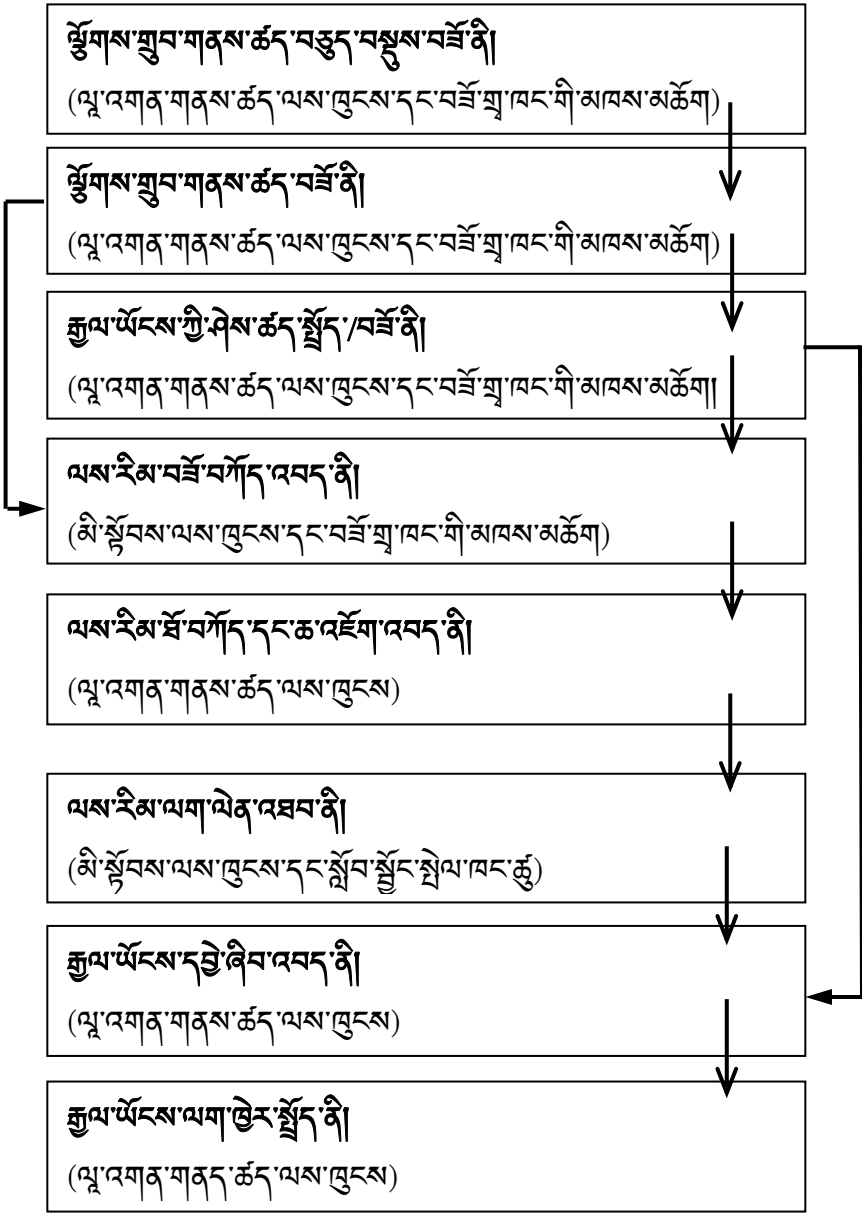 ལྕོགས་གྲུབ་གནས་ཚད་བཅུད་བསྡུས་བཟོ་ནི།
(ལཱ་འགན་གནས་ཚད་ལས་ཁུངས་དང་བཟོ་གྲྭ་ཁང་གི་མཁས་མཆོག)
ལྕོགས་གྲུབ་གནས་ཚད་བཟོ་ནི།
(ལཱ་འགན་གནས་ཚད་ལས་ཁུངས་དང་བཟོ་གྲྭ་ཁང་གི་མཁས་མཆོག)
རྒྱལ་ཡོངས་ཀྱི་ཤེས་ཚད་སྤྲོད་/བཟོ་ནི།
(ལཱ་འགན་གནས་ཚད་ལས་ཁུངས་དང་བཟོ་གྲྭ་ཁང་གི་མཁས་མཆོག།
ལས་རིམ་བཟོ་བཀོད་འབད་ནི།
(མི་སྟོབས་ལས་ཁུངས་དང་བཟོ་གྲྭ་ཁང་གི་མཁས་མཆོག)
ལས་རིམ་ཐོ་བཀོད་དང་ཆ་འཇོག་འབད་ནི།
(ལཱ་འགན་གནས་ཚད་ལས་ཁུངས)
ལས་རིམ་ལག་ལེན་འཐབ་ནི།
(མི་སྟོབས་ལས་ཁུངས་དང་སློབ་སྦྱོང་སྤེལ་ཁང་ཚུ)
རྒྱལ་ཡོངས་དབྱེ་ཞིབ་འབད་ནི།
(ལཱ་འགན་གནས་ཚད་ལས་ཁུངས)
རྒྱལ་ཡོངས་ལག་ཁྱེར་སྤྲོད་ནི།
(ལཱ་འགན་གནད་ཚད་ལས་ཁུངས)